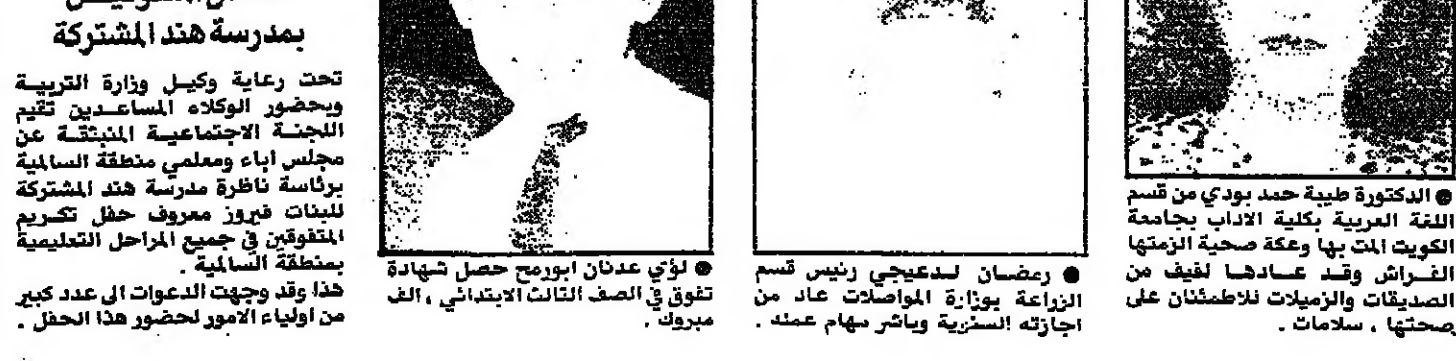 ● الدكتورة طيبة حمد بودي من قسم
اللغة العربية بكلية الاداب بجامعة
الكويت المت بها وعكة صحية الزمتها
الفراش وقد عادها لفيف من
الصديقات والزميلات للاطمئنان على
صحتها ، سلامات .
● رمضان لدعيجي رئيس قسم
الزراعة بوزارة المواصلات عاد من
اجازته السنوية وباشر مهام عمله .
● لؤي عدنان ابورمح حصل شهادة
تفوق في الصف الثالث الابتدائي ، الف
مبروك .
بمدرسة هند المشتركة
تحت رعاية وكيل وزارة التربية
وبحضور الوكلاء المساعدين تقيم
اللجنة الاجتماعية المنبثقة عن
مجلس اباء ومعلمي منطقة السالمية
برئاسة ناظرة مدرسة هند المشتركة
للبنات فيروز معروف حفل تكريم
المتفوقين في جميع المراحل التعليمية
بمنطقة السالمية .
هذا وقد وجهت الدعوات الى عدد كبير
من اولياء الامور لحضور هذا الحفل .